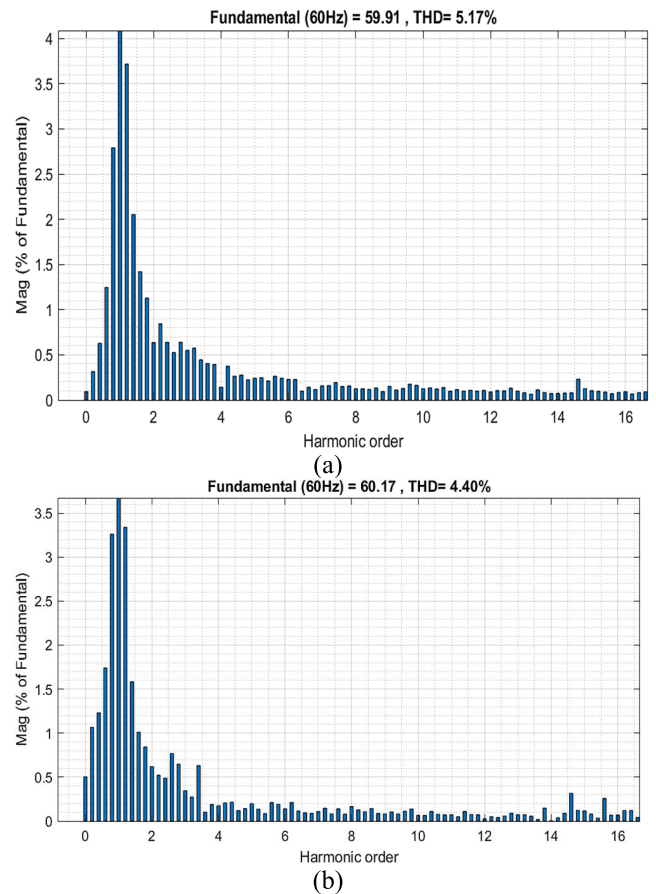 Fundamental (60Hz) = 59.91 , THD= 5.17%
4
3.5
3
2.5
2
1.5
1
0.5
0
Mag (% of Fundamental)
0 2 4 6 8 10 12 14 16
Harmonic order
(a)
Fundamental (60Hz) = 60.17 , THD= 4.40%
3.5
3
2.5
2
1.5
1
0.5
0
Mag (% of Fundamental)
0 2 4 6 8 10 12 14 16
Harmonic order
(b)